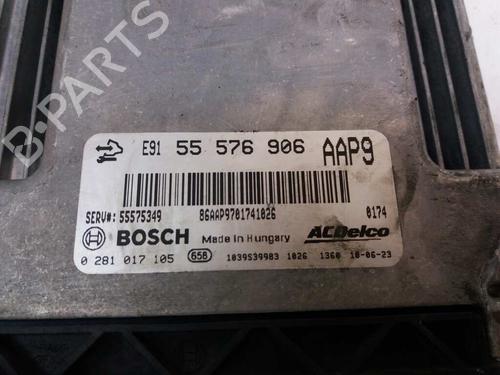 B-PARTS
E91 55 576 906 AAP9
SERV#: 55575349 86AAP9701741026 0174
BOSCH Made in Hungary ACDelco
0 281 017 105 658 1039S39983 1026 1360 10-06-23